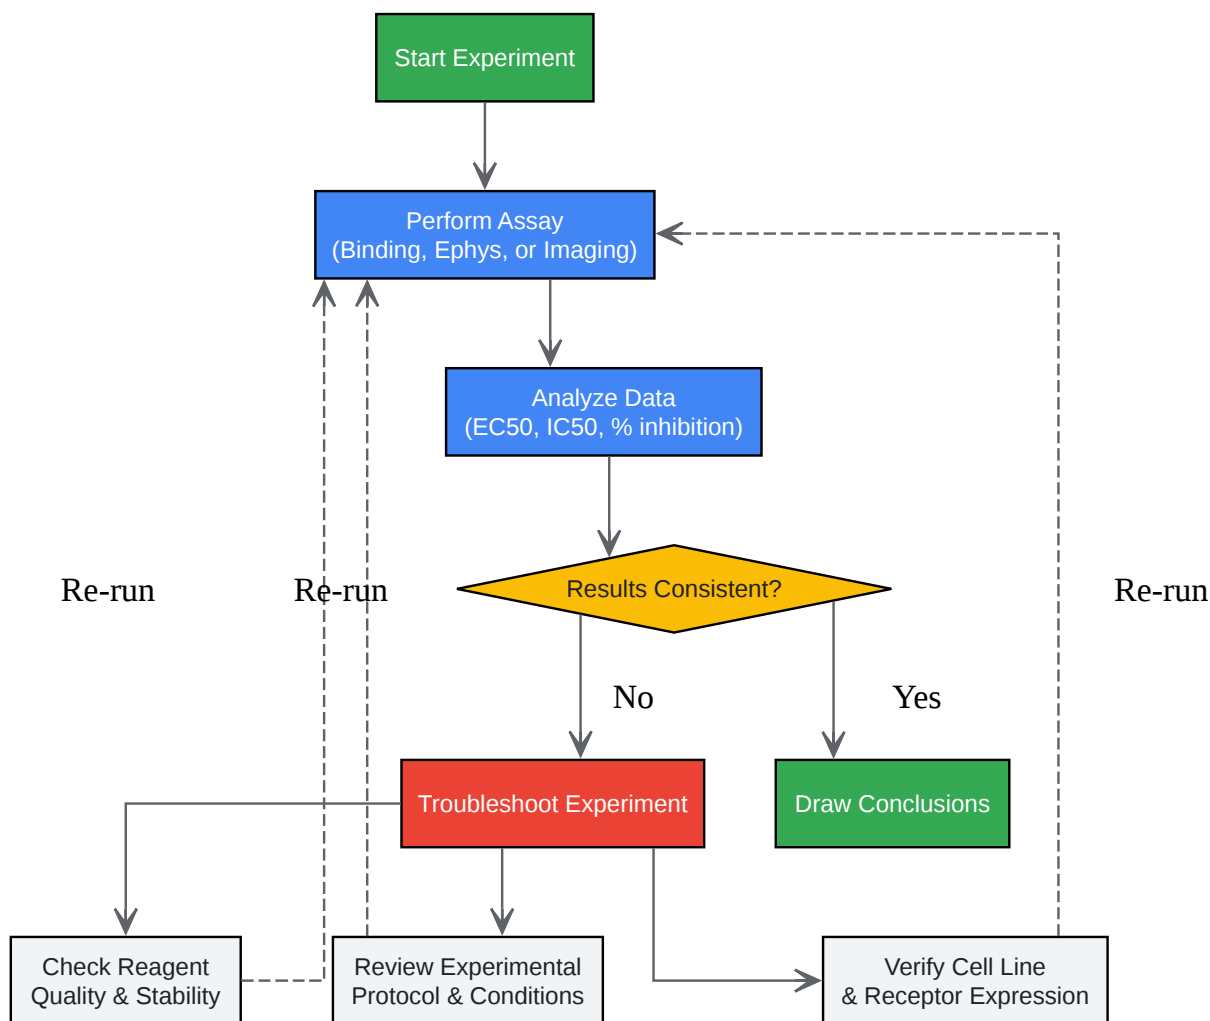 Start Experiment
Perform Assay
(Binding, Ephys, or Imaging)
Analyze Data
(EC50, IC50, % inhibition)
Re-run
Re-run
Results Consistent?
Re-run
No
Yes
Troubleshoot Experiment
Draw Conclusions
Check Reagent
Quality & Stability
Review Experimental
Protocol & Conditions
Verify Cell Line
& Receptor Expression